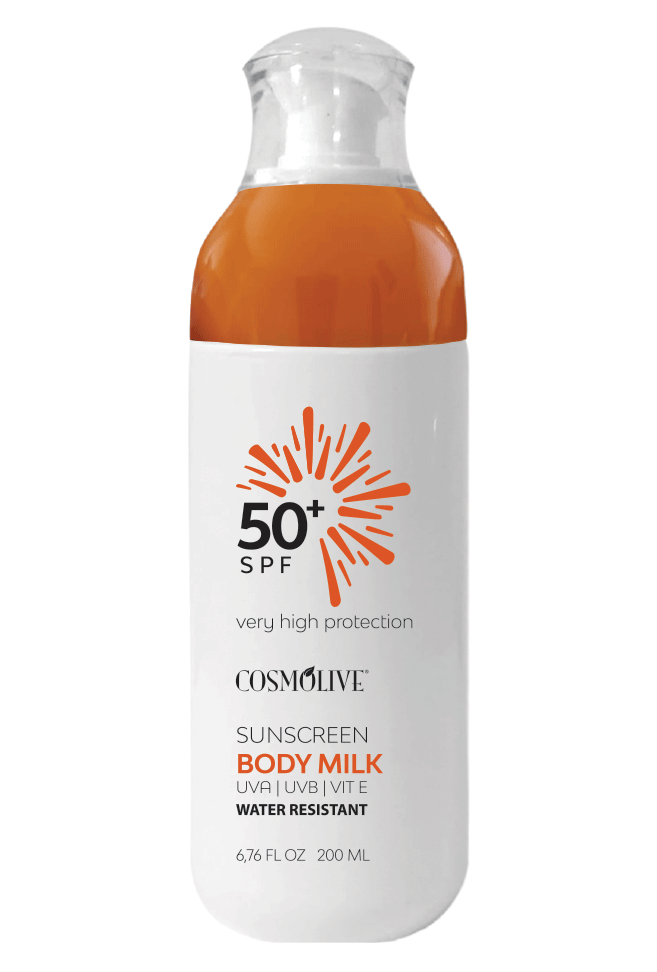 50+
SPF
very high protection
COSMOLIVE®
SUNSCREEN
BODY MILK
UVA | UVB | VIT E
WATER RESISTANT
6,76 FL OZ 200 ML